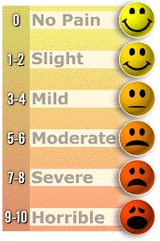 0 No Pain
1-2 Slight
3-4 Mild
5-6 Moderate
7-8 Severe
9-10 Horrible